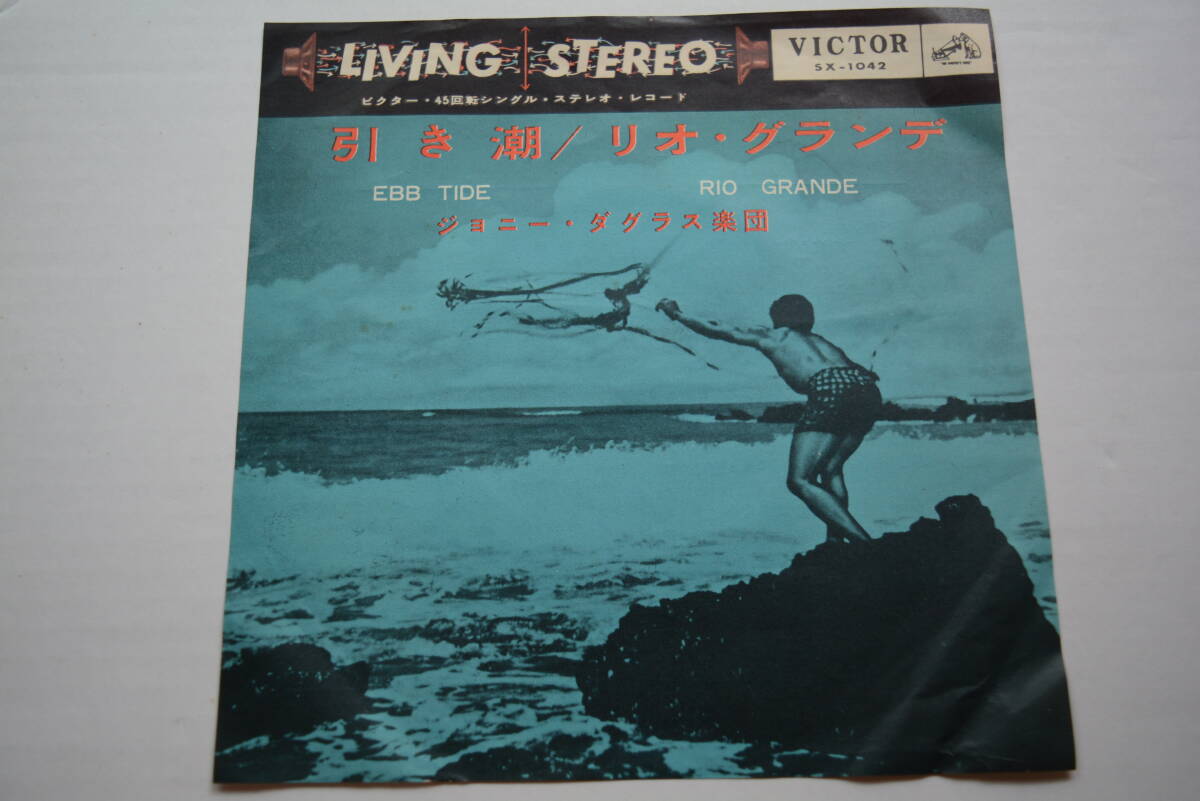 LIVING STEREO
VICTOR
SX-1042
ビクター・45回転シングル・ステレオ・レコード
引き潮/リオ・グランデ
EBB TIDE RIO GRANDE
ジョニー・ダグラス楽団